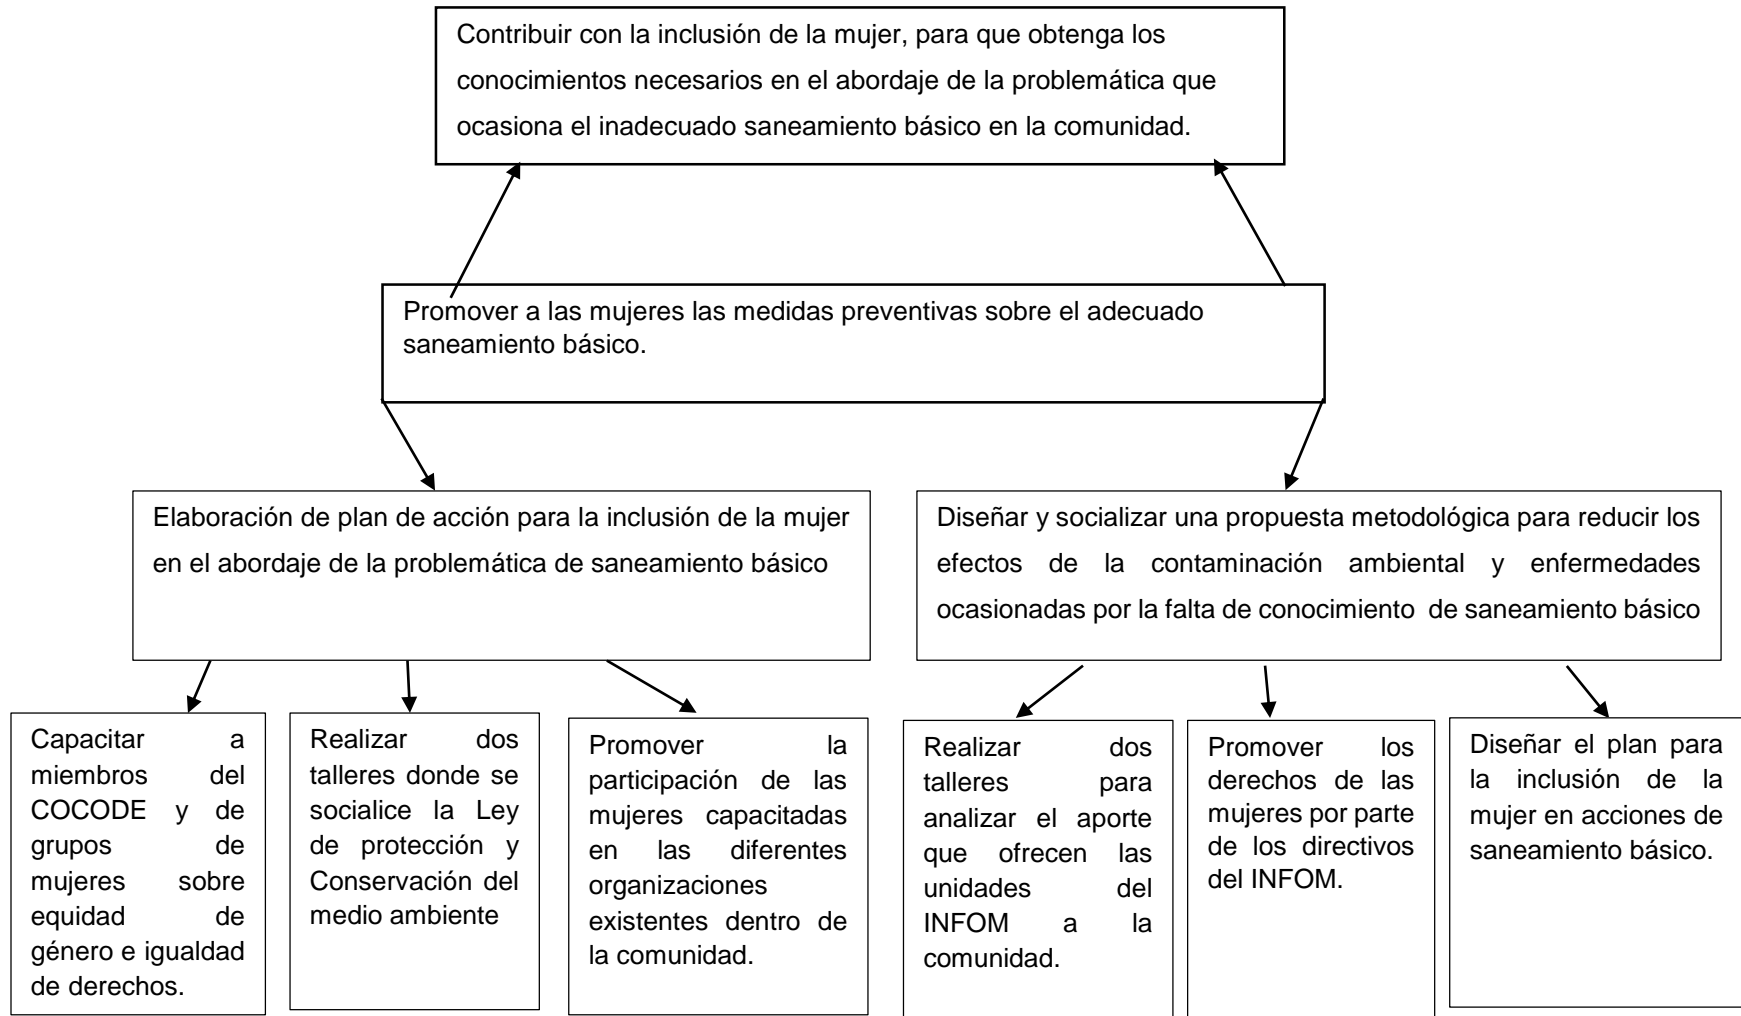 Contribuir con la inclusión de la mujer, para que obtenga los
conocimientos necesarios en el abordaje de la problemática que
ocasiona el inadecuado saneamiento básico en la comunidad.
Promover a las mujeres las medidas preventivas sobre el adecuado
saneamiento básico.
Elaboración de plan de acción para la inclusión de la mujer
en el abordaje de la problemática de saneamiento básico
Diseñar y socializar una propuesta metodológica para reducir los
efectos de la contaminación ambiental y enfermedades
ocasionadas por la falta de conocimiento de saneamiento básico
Capacitar a
miembros del
COCODE y de
grupos de
mujeres sobre
equidad de
género e igualdad
de derechos.
Realizar dos
talleres donde se
socialice la Ley
de protección y
Conservación del
medio ambiente
Promover la
participación de las
mujeres capacitadas
en las diferentes
organizaciones
existentes dentro de
la comunidad.
Realizar dos
talleres para
analizar el aporte
que ofrecen las
unidades del
INFOM a la
comunidad.
Promover los
derechos de las
mujeres por parte
de los directivos
del INFOM.
Diseñar el plan para
la inclusión de la
mujer en acciones de
saneamiento básico.